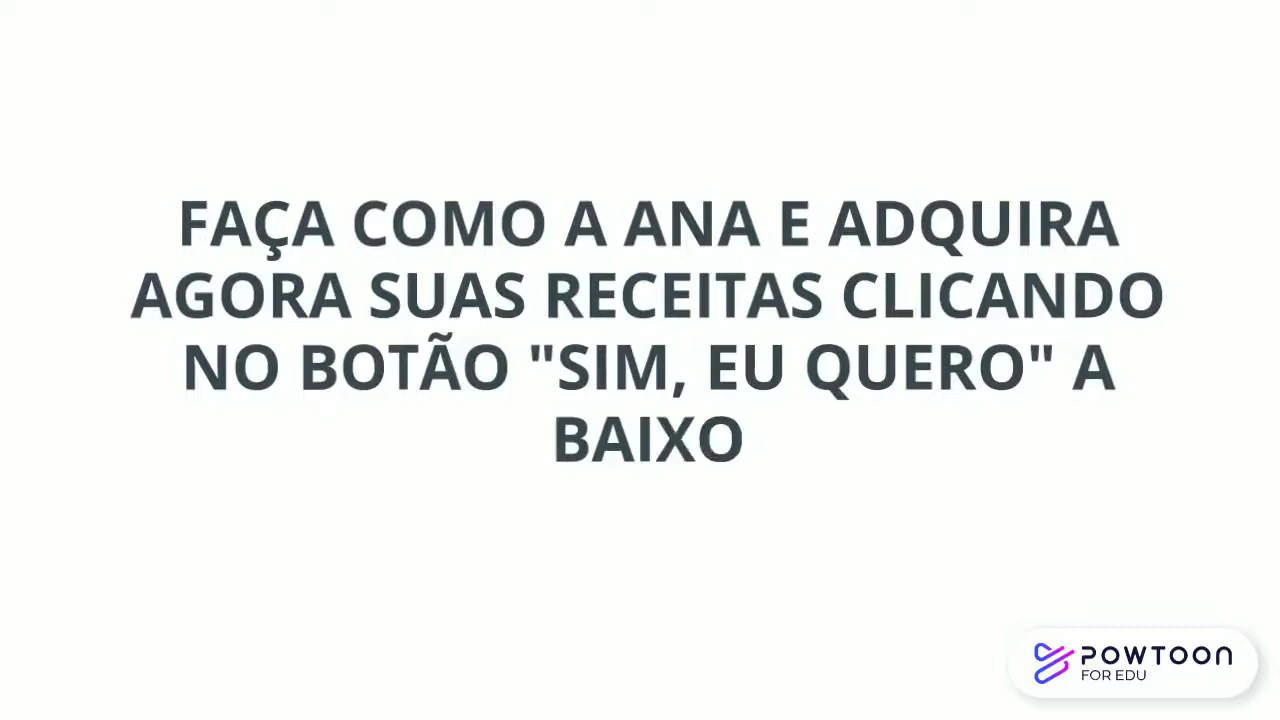 FAÇA COMO A ANA E ADQUIRA
AGORA SUAS RECEITAS CLICANDO
NO BOTÃO "SIM, EU QUERO" A
BAIXO
POWTOON
FOR EDU